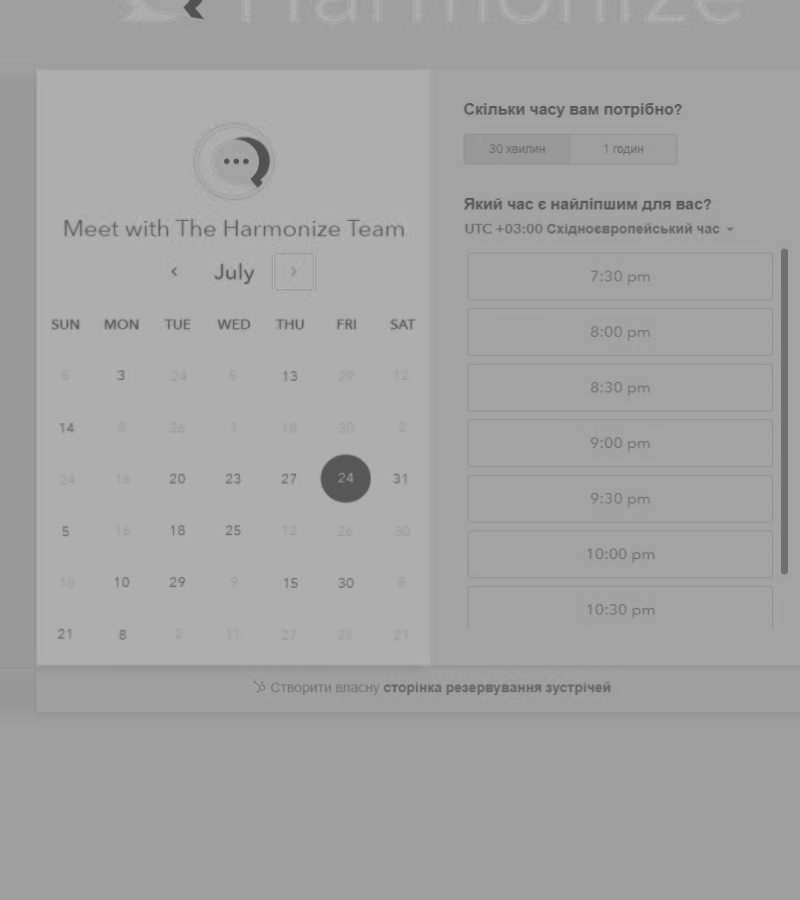 Harmonize
Meet with The Harmonize Team
July
SUN MON TUE WED THU FRI SAT
5 3 24 5 13 29 12
14 8 26 1 18 30 2
24 16 20 23 27 24 31
5 16 18 25 12 26 30
10 10 29 9 15 30 8
21 8 2 11 27 25 21
Скільки часу вам потрібно?
30 хвилин 1 годин
Який час є найліпшим для вас?
UTC +03:00 Східноєвропейський час
7:30 pm
8:00 pm
8:30 pm
9:00 pm
9:30 pm
10:00 pm
10:30 pm
Створити власну сторінка резервування зустрічей